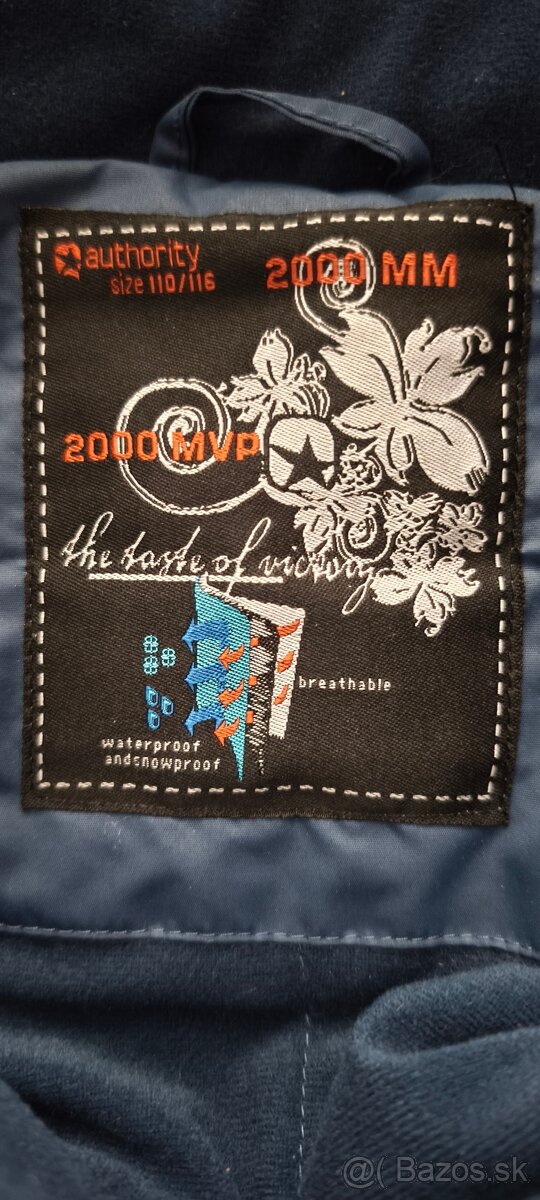 authority
size 110/116
2000 MM
2000 MVP
the taste of victory
breathable
waterproof
andsnowproof
@( Bazos.sk